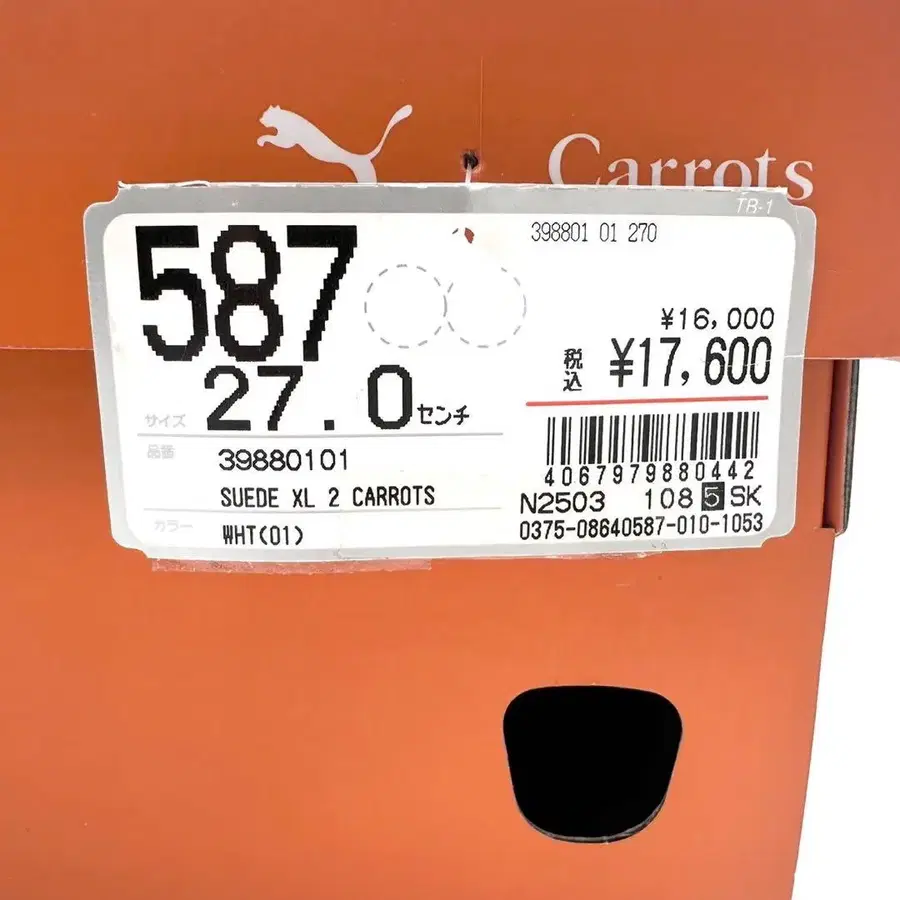 Carrots
TB-1
587
398801 01 270
¥16,000
税込 ¥17,600
サイズ 27.0 センチ
品番 39880101
4067979880442
SUEDE XL 2 CARROTS
N2503 108 5 SK
カラー WHT(01)
0375-08640587-010-1053